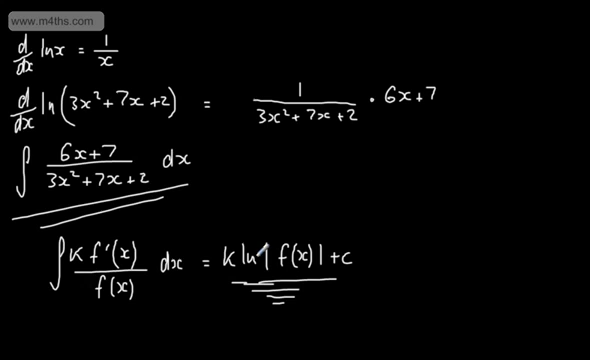 www.m4ths.com
d/dx lnx = 1/x
d/dx ln(3x²+7x+2) = 1/(3x²+7x+2) · 6x+7
∫ (6x+7)/(3x²+7x+2) dx
∫ K f'(x)/f(x) dx = K ln|f(x)| + c